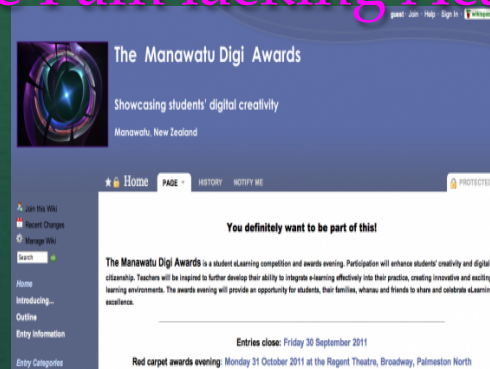 guest · Join · Help · Sign In ·
The Manawatu Digi Awards
Showcasing students' digital creativity
Manawatu, New Zealand
Home PAGE HISTORY NOTIFY ME PROTECTED
Join this Wiki
Recent Changes
Manage Wiki
Search
You definitely want to be part of this!
The Manawatu Digi Awards is a student eLearning competition and awards evening. Participation will enhance students' creativity and digital
citizenship. Teachers will be inspired to further develop their ability to integrate e-learning effectively into their practice, creating innovative and exciting
learning environments. The awards evening will provide an opportunity for students, their families, whanau and friends to share and celebrate eLearning
excellence.
Home
Introducing...
Outline
Entry Information
Entries close: Friday 30 September 2011
Entry Categories
Red carpet awards evening: Monday 31 October 2011 at the Regent Theatre, Broadway, Palmeston North